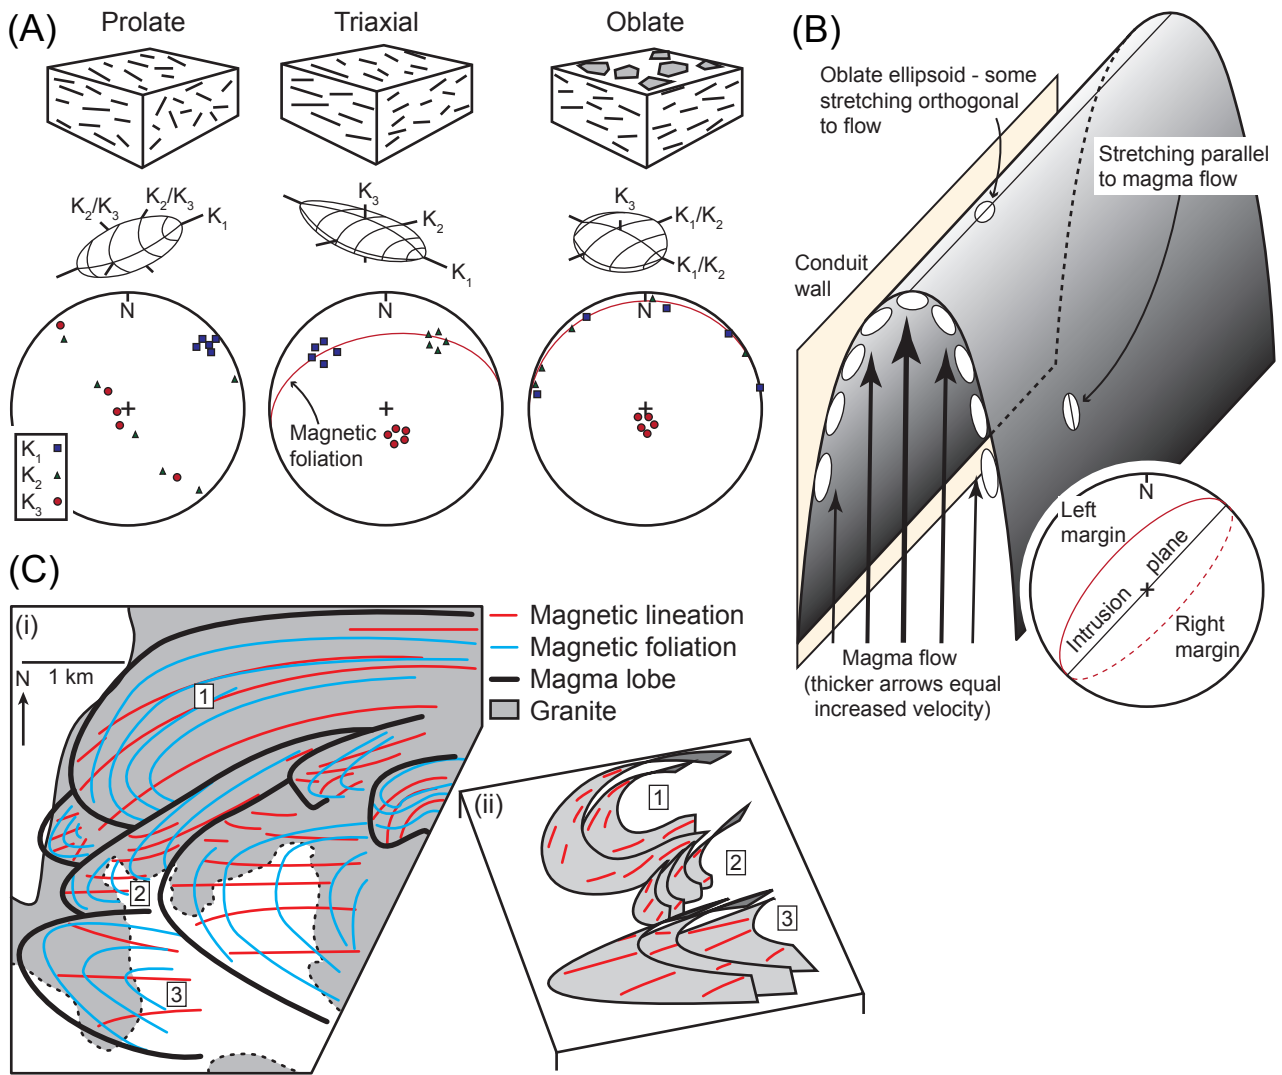 (A)
Prolate
Triaxial
Oblate
K2/K3
K2/K3
K1
K3
K2
K1
K3
K1/K2
K1/K2
N
N
N
Magnetic
foliation
K1
K2
K3
(B)
Oblate ellipsoid - some
stretching orthogonal
to flow
Stretching parallel
to magma flow
Conduit
wall
Magma flow
(thicker arrows equal
increased velocity)
N
Left
margin
Intrusion plane
Right
margin
(C)
(i)
1 km
N
1
2
3
Magnetic lineation
Magnetic foliation
Magma lobe
Granite
(ii)
1
2
3